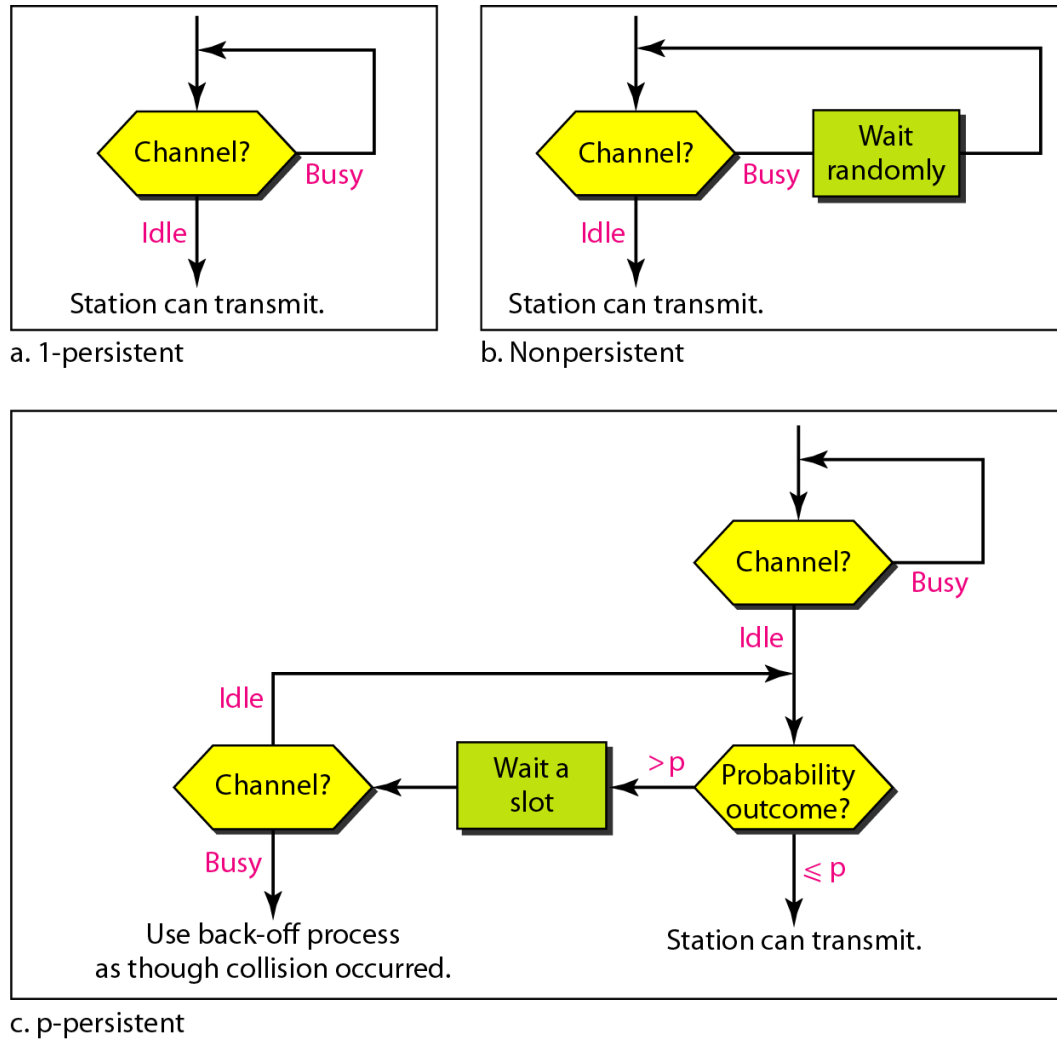 Channel?
Busy
Idle
Station can transmit.
a. 1-persistent
Channel?
Busy
Wait
randomly
Idle
Station can transmit.
b. Nonpersistent
Channel?
Busy
Idle
Idle
Channel?
Wait a
slot
> p
Probability
outcome?
Busy
⩽ p
Use back-off process
as though collision occurred.
Station can transmit.
c. p-persistent